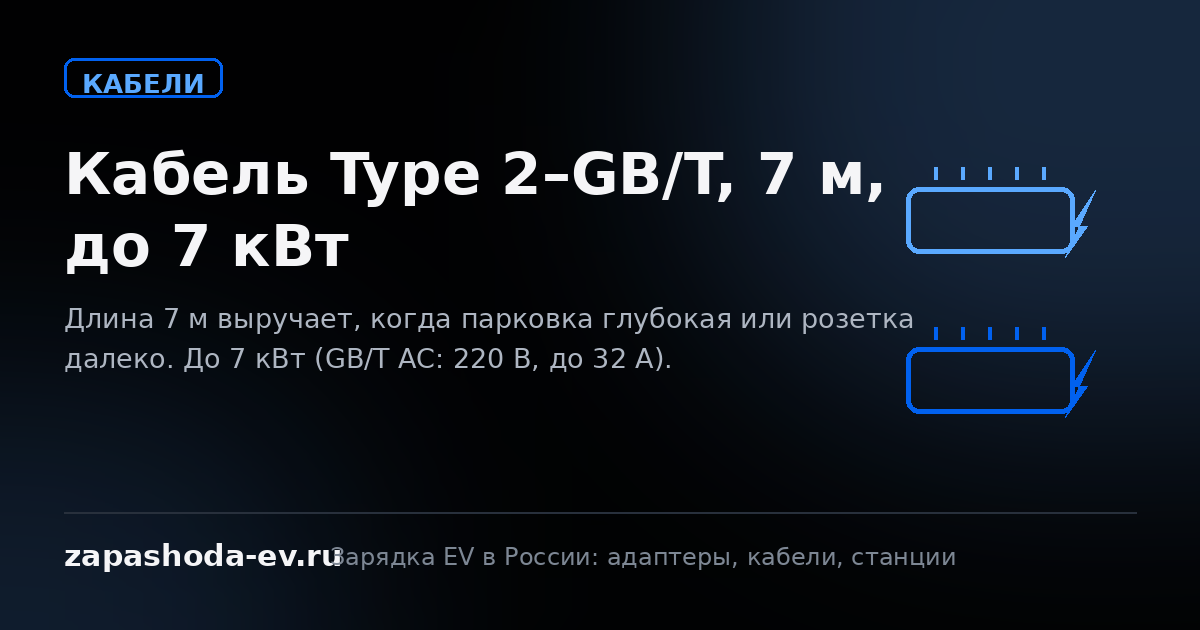 КАБЕЛИ
Кабель Type 2–GB/T, 7 м,
до 7 кВт
Длина 7 м выручает, когда парковка глубокая или розетка
далеко. До 7 кВт (GB/T AC: 220 В, до 32 А).
zapashoda-ev.ru Зарядка EV в России: адаптеры, кабели, станции